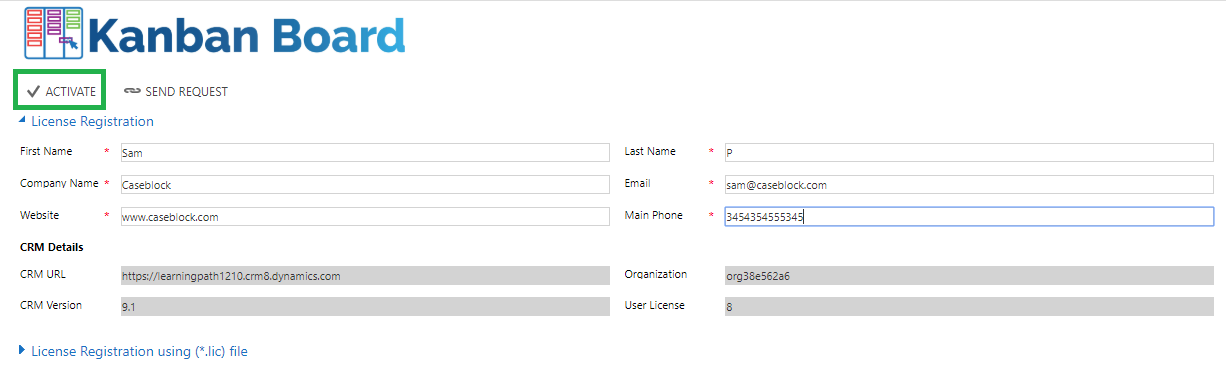 Kanban Board
ACTIVATE SEND REQUEST
License Registration
First Name * Sam Last Name * P
Company Name * Caseblock Email * sam@caseblock.com
Website * www.caseblock.com Main Phone * 3454354555345
CRM Details
CRM URL https://learningpath1210.crm8.dynamics.com Organization org38e562a6
CRM Version 9.1 User License 8
License Registration using (*.lic) file